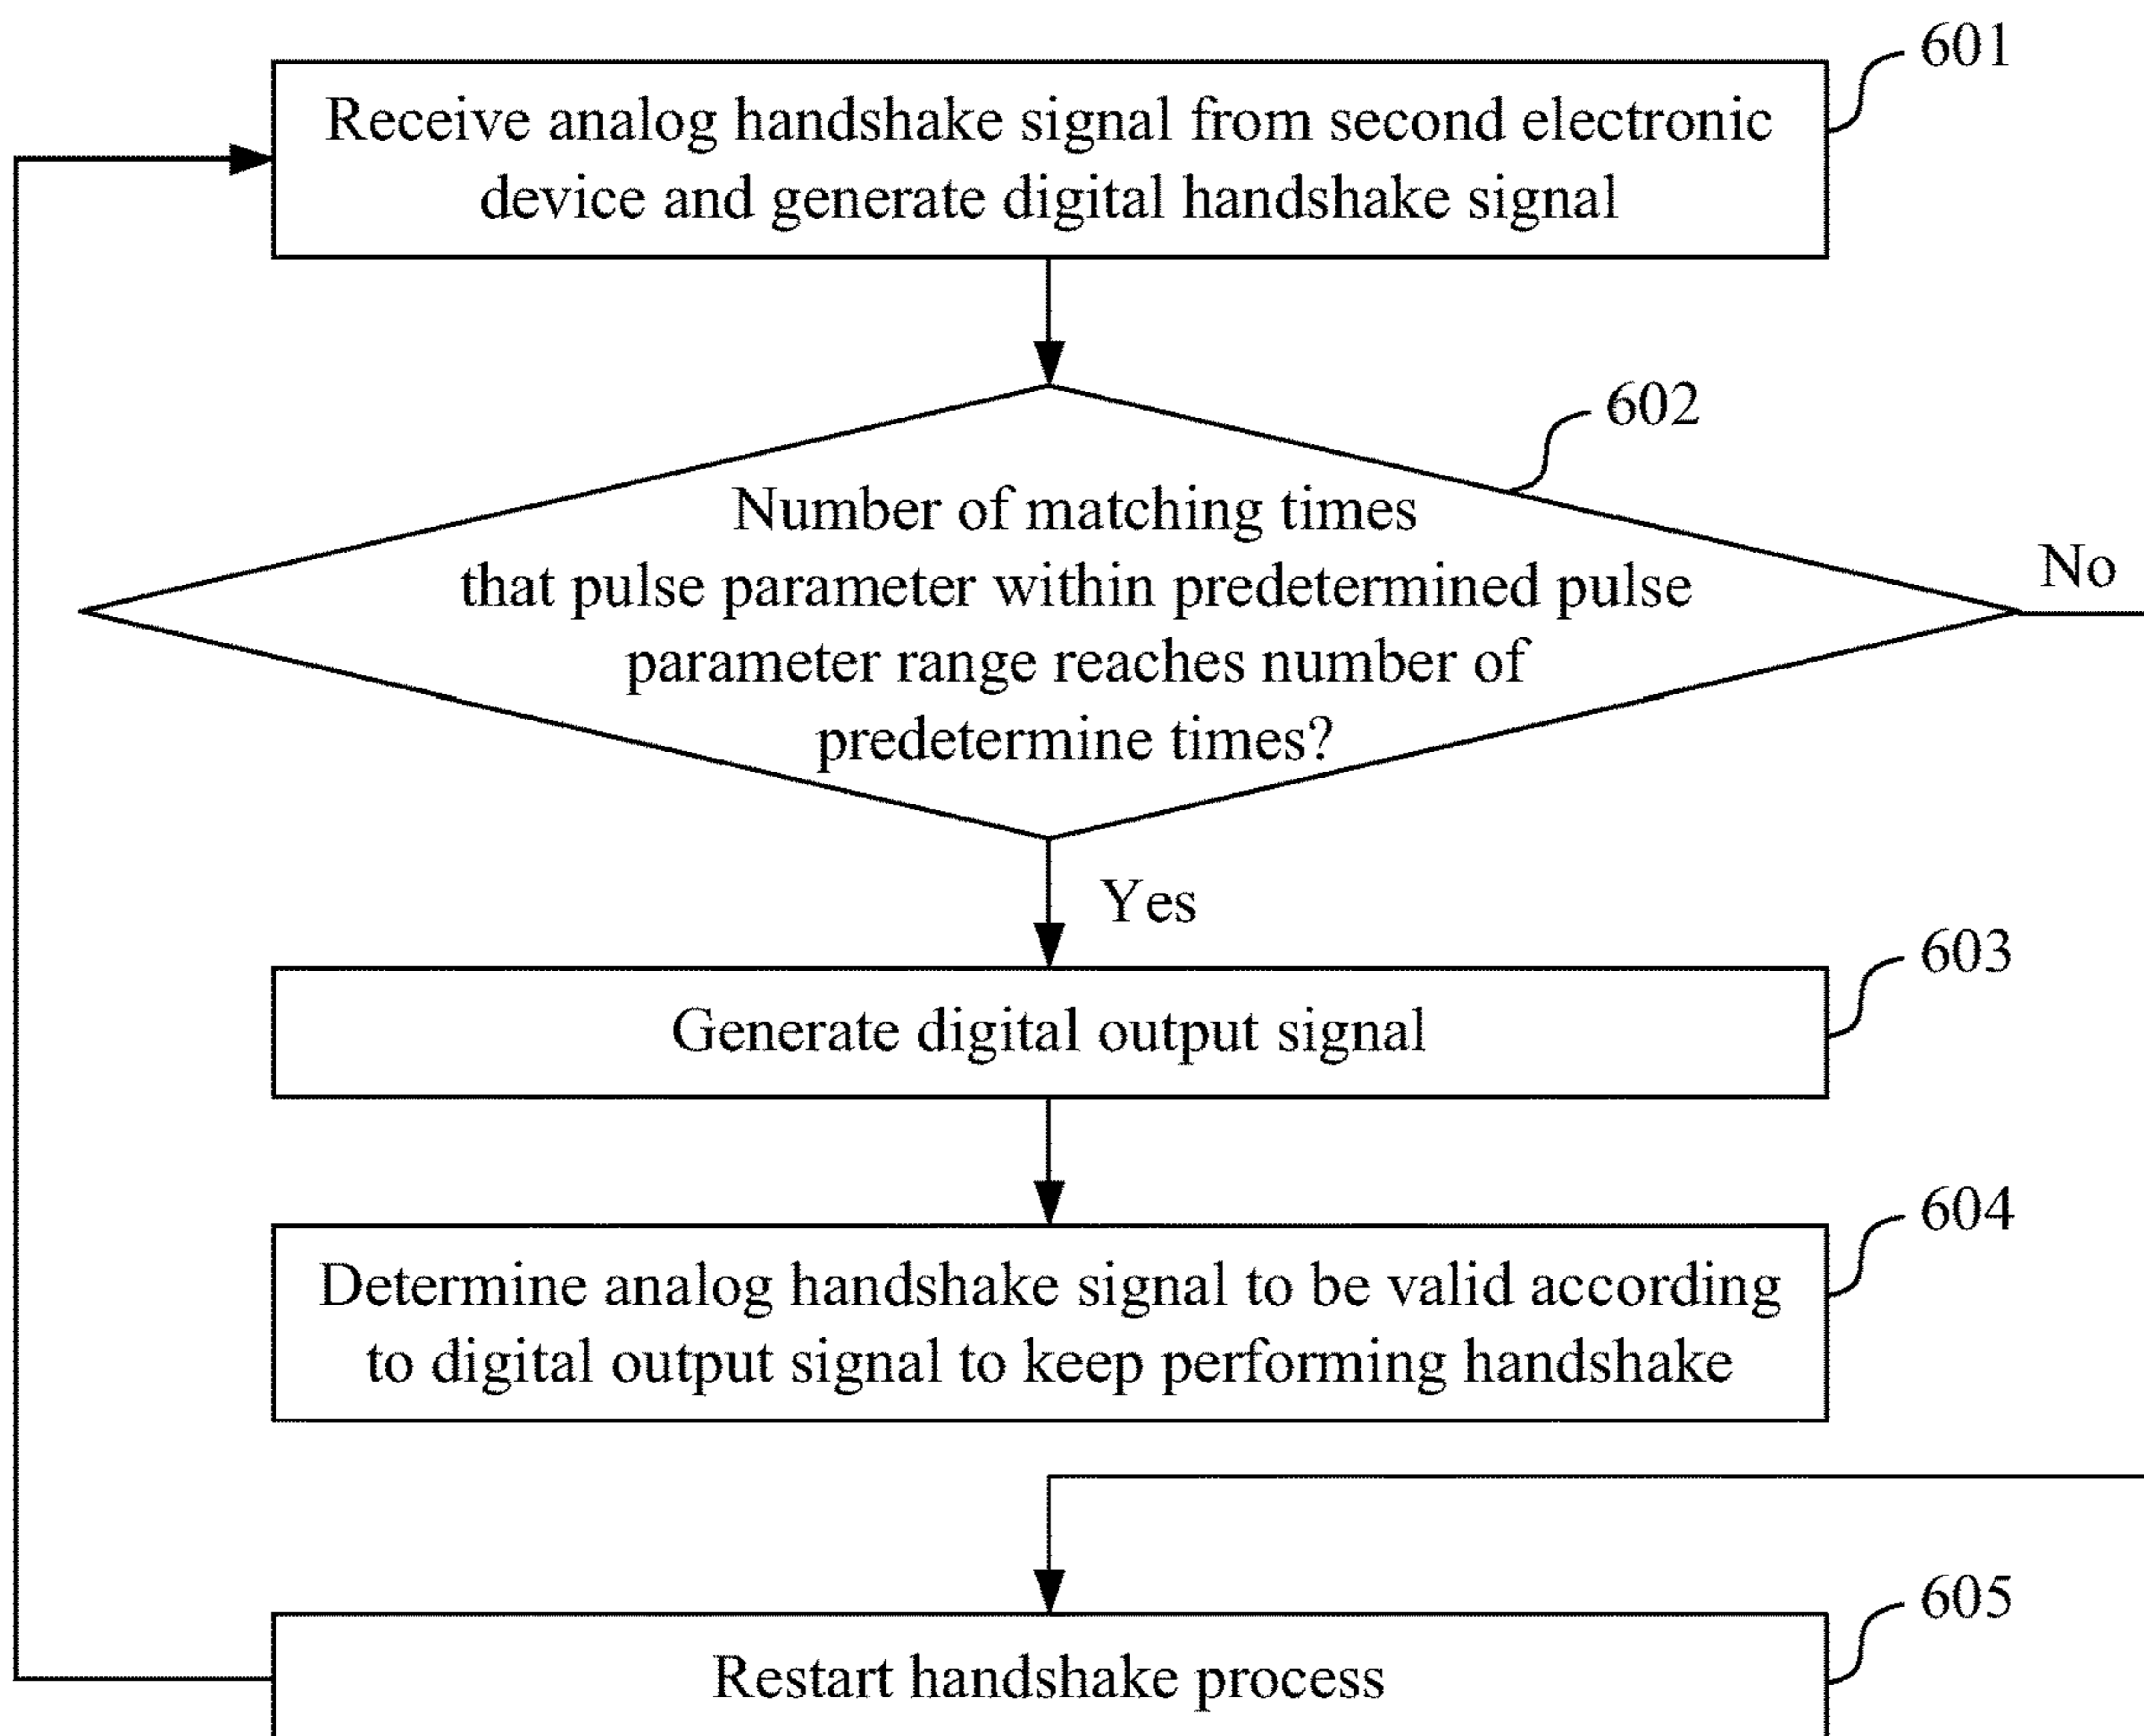 601
Receive analog handshake signal from second electronic
device and generate digital handshake signal
602
Number of matching times
that pulse parameter within predetermined pulse
parameter range reaches number of
predetermine times?
No
Yes
603
Generate digital output signal
604
Determine analog handshake signal to be valid according
to digital output signal to keep performing handshake
605
Restart handshake process